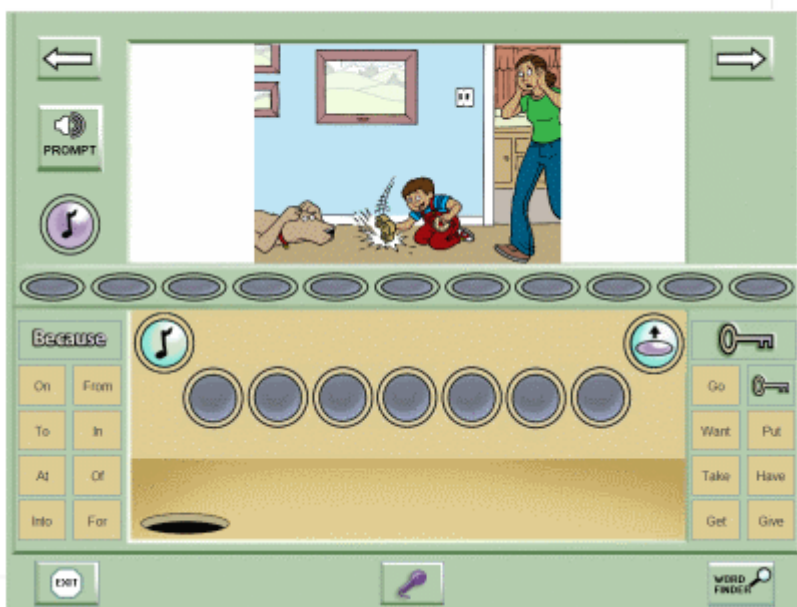 PROMPT
Because
On From
To In
At Of
Into For
Go
Want Put
Take Have
Get Give
EXIT
WORD
FINDER